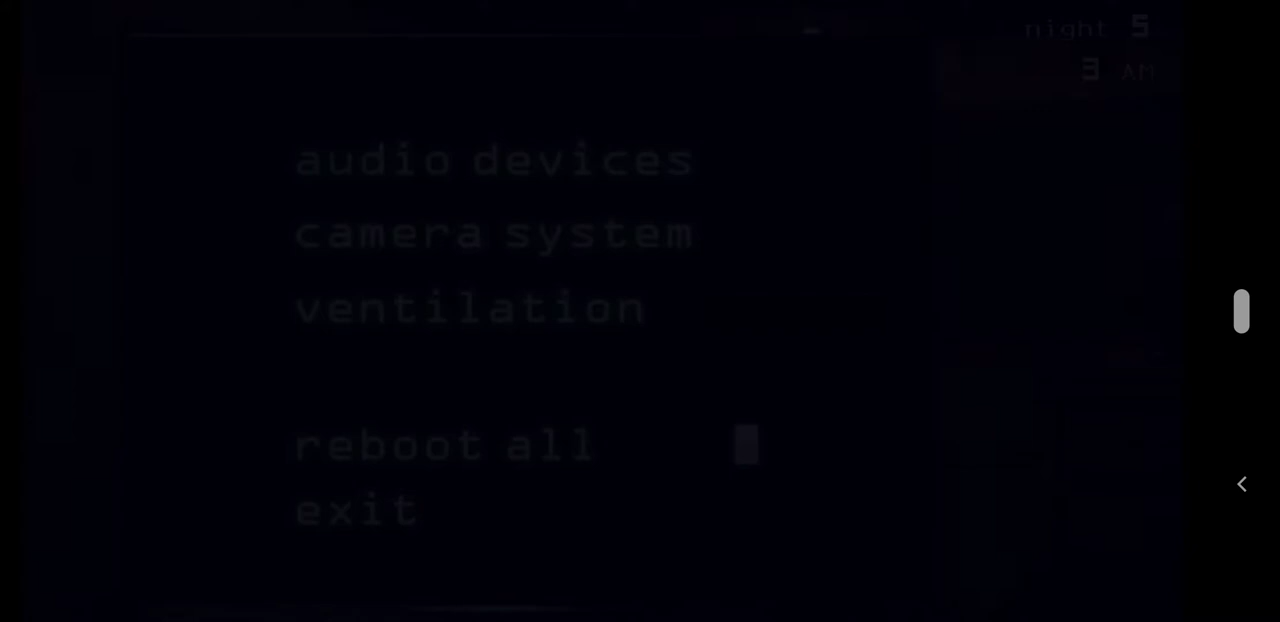 night 5
3 AM
audio devices
camera system
ventilation
reboot all
exit